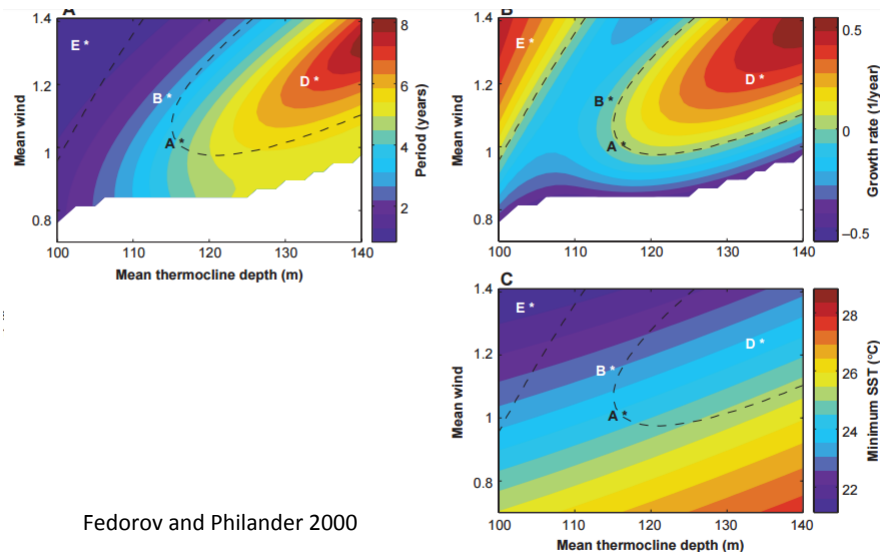 A
1.4
1.2
1
0.8
Mean wind
E *
B *
A *
D *
100
110
120
130
140
Mean thermocline depth (m)
8
6
4
2
Period (years)
B
1.4
1.2
1
0.8
Mean wind
E *
B *
A *
D *
100
110
120
130
140
0.5
0
–0.5
Growth rate (1/year)
C
1.4
1.2
1
0.8
Mean wind
E *
B *
A *
D *
100
110
120
130
140
Mean thermocline depth (m)
28
26
24
22
Minimum SST (°C)
Fedorov and Philander 2000